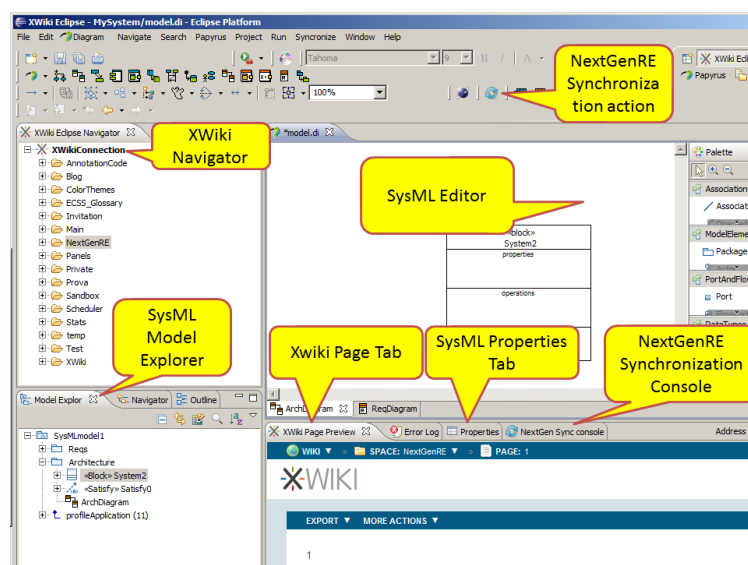 XWiki Eclipse - MySystem/model.di - Eclipse Platform
File Edit Diagram Navigate Search Papyrus Project Run Syncronize Window Help
Tahoma 9 B I A
XWiki Ecli
Papyrus
100%
NextGenRE
Synchroniza
tion action
XWiki Eclipse Navigator
XWiki
Navigator
*model.di
Palette
XWikiConnection
AnnotationCode
Blog
ColorThemes
ECSS_Glossary
Invitation
Main
NextGenRE
Panels
Private
Prova
Sandbox
Scheduler
Stats
temp
Test
XWiki
SysML
Model
Explorer
SysML Editor
«block»
System2
properties
operations
Associations
Associat
ModelEleme
Package
PortAndFlo
Port
DataTypes
Xwiki Page Tab
SysML Properties
Tab
NextGenRE
Synchronization
Console
Model Explor
Navigator
Outline
ArchDiagram
ReqDiagram
SysMLmodel1
Reqs
Architecture
«Block» System2
«Satisfy» Satisfy0
ArchDiagram
profileApplication (11)
XWiki Page Preview
Error Log
Properties
NextGen Sync console
Address
WIKI » SPACE: NextGenRE » PAGE: 1
XWIKI
EXPORT MORE ACTIONS
1